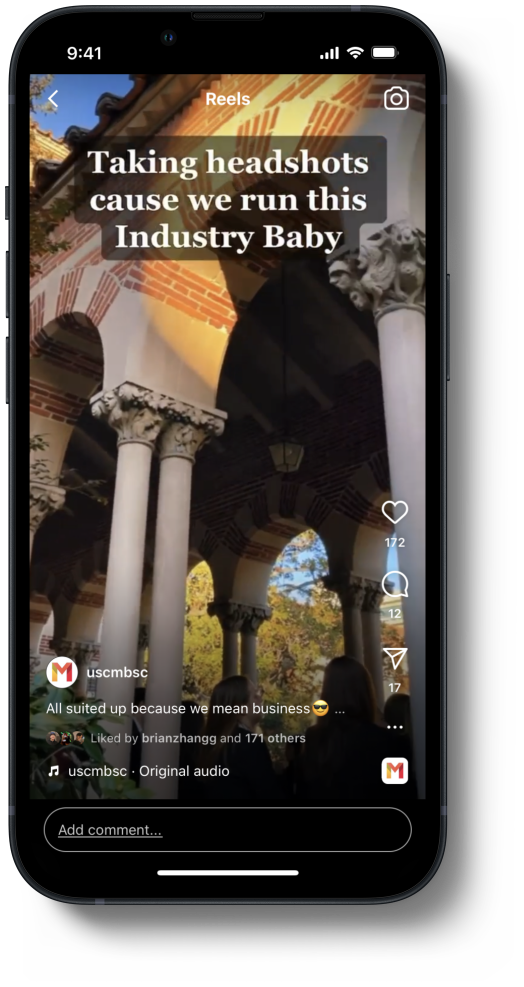 9:41
Reels
Taking headshots
cause we run this
Industry Baby
172
12
17
M uscmbsc
All suited up because we mean business😎 ...
Liked by brianzhangg and 171 others
uscmbsc · Original audio
M
Add comment...